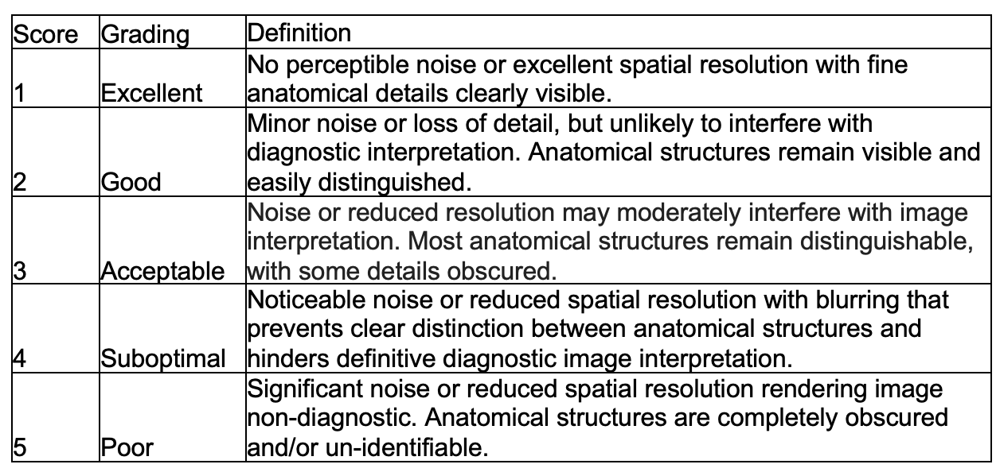 Score Grading Definition
No perceptible noise or excellent spatial resolution with fine
1 Excellent anatomical details clearly visible.
Minor noise or loss of detail, but unlikely to interfere with
diagnostic interpretation. Anatomical structures remain visible and
2 Good easily distinguished.
Noise or reduced resolution may moderately interfere with image
interpretation. Most anatomical structures remain distinguishable,
3 Acceptable with some details obscured.
Noticeable noise or reduced spatial resolution with blurring that
prevents clear distinction between anatomical structures and
4 Suboptimal hinders definitive diagnostic image interpretation.
Significant noise or reduced spatial resolution rendering image
non-diagnostic. Anatomical structures are completely obscured
5 Poor and/or un-identifiable.